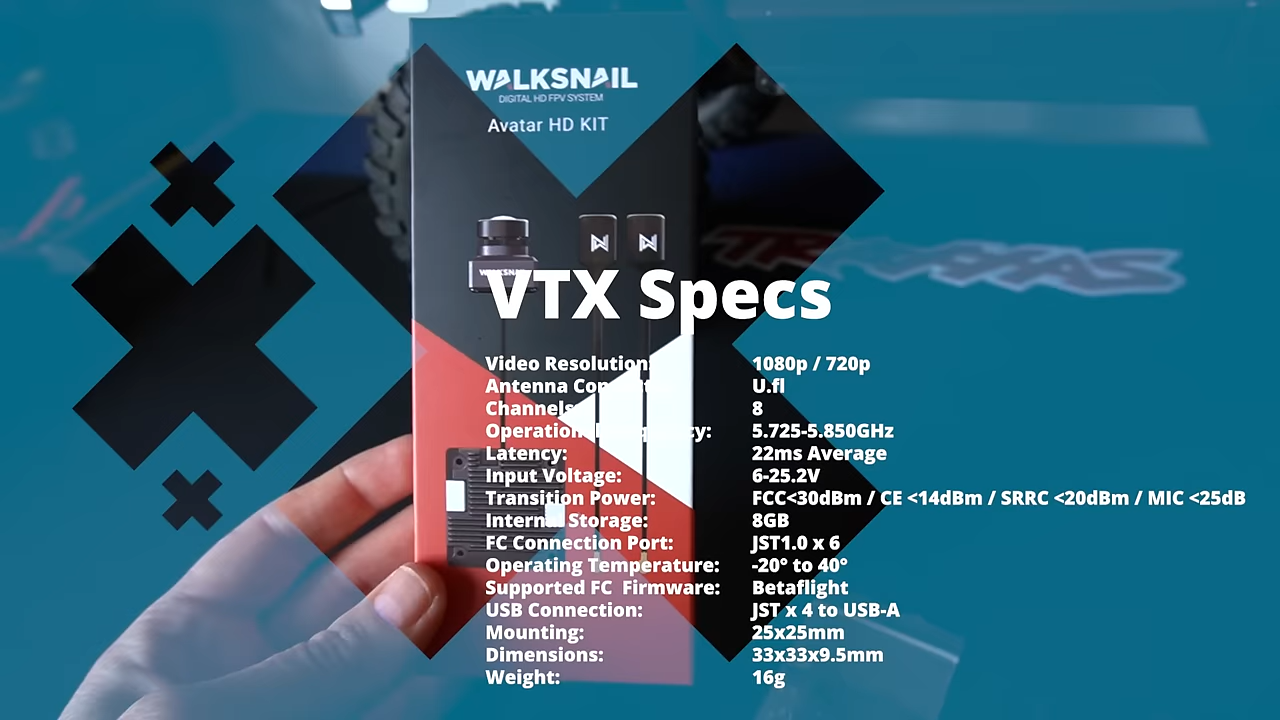 WALKSNAIL
DIGITAL HD FPV SYSTEM
Avatar HD KIT
TRAXXAS
WALKSNAIL
VTX Specs
Video Resolution: 1080p / 720p
Antenna U.fl
Channels 8
5.725-5.850GHz
Latency: 22ms Average
Input Voltage: 6-25.2V
Transition Power: FCC<30dBm / CE <14dBm / SRRC <20dBm / MIC <25dB
Internal Storage: 8GB
FC Connection Port: JST1.0 x 6
Operating Temperature: -20° to 40°
Supported FC Firmware: Betaflight
USB Connection: JST x 4 to USB-A
Mounting: 25x25mm
Dimensions: 33x33x9.5mm
Weight: 16g